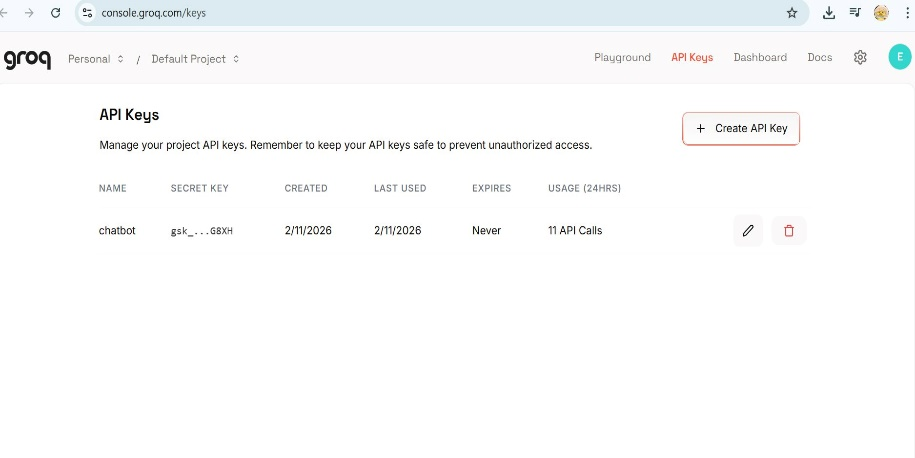 console.groq.com/keys
groq Personal / Default Project Playground API Keys Dashboard Docs E
API Keys
Manage your project API keys. Remember to keep your API keys safe to prevent unauthorized access.
+ Create API Key
NAME SECRET KEY CREATED LAST USED EXPIRES USAGE (24HRS)
chatbot gsk_...G8XH 2/11/2026 2/11/2026 Never 11 API Calls